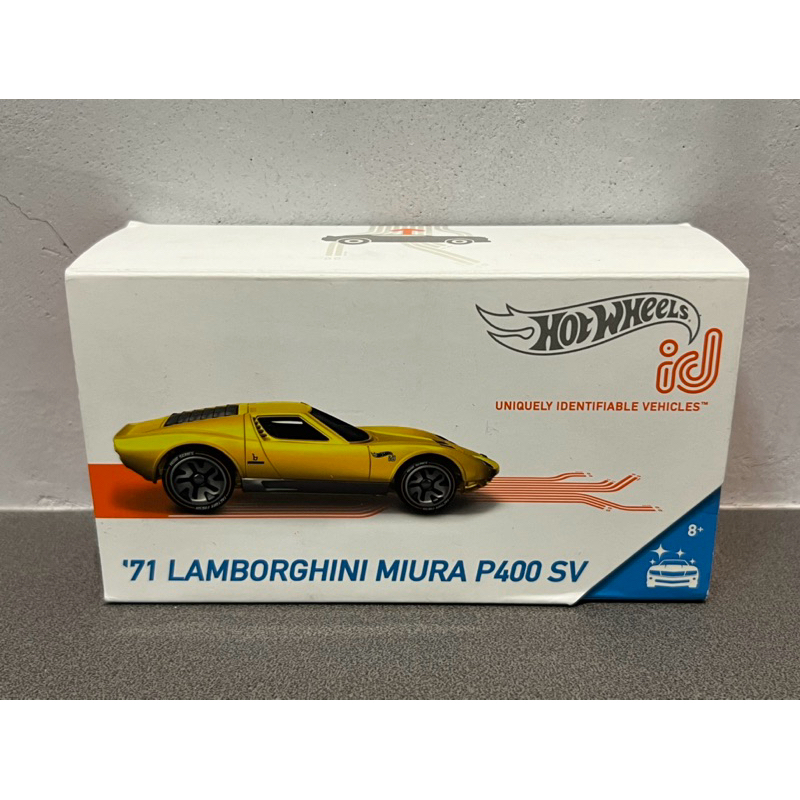 HOT WHEELS
id
UNIQUELY IDENTIFIABLE VEHICLES™
'71 LAMBORGHINI MIURA P400 SV
8+